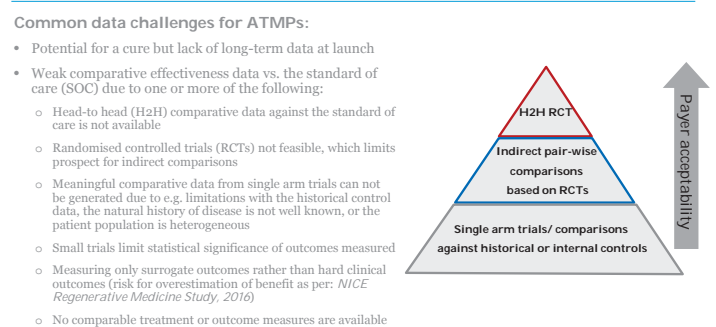 Common data challenges for ATMPs:
• Potential for a cure but lack of long-term data at launch
• Weak comparative effectiveness data vs. the standard of
care (SOC) due to one or more of the following:
o Head-to head (H2H) comparative data against the standard of
care is not available
o Randomised controlled trials (RCTs) not feasible, which limits
prospect for indirect comparisons
o Meaningful comparative data from single arm trials can not
be generated due to e.g. limitations with the historical control
data, the natural history of disease is not well known, or the
patient population is heterogeneous
o Small trials limit statistical significance of outcomes measured
o Measuring only surrogate outcomes rather than hard clinical
outcomes (risk for overestimation of benefit as per: NICE
Regenerative Medicine Study, 2016)
o No comparable treatment or outcome measures are available
H2H RCT
Indirect pair-wise
comparisons
based on RCTs
Single arm trials/ comparisons
against historical or internal controls
Payer acceptability